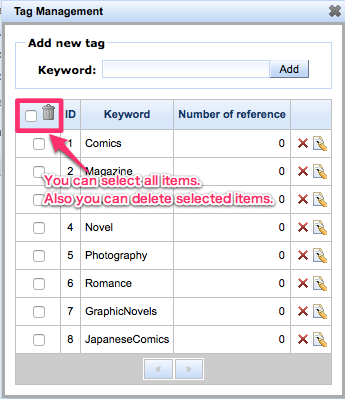 Tag Management
Add new tag
Keyword: Add
ID Keyword Number of reference
1 Comics 0
2 Magazine 0
You can select all items.
Also you can delete selected items. 0
4 Novel 0
5 Photography 0
6 Romance 0
7 GraphicNovels 0
8 JapaneseComics 0
« »